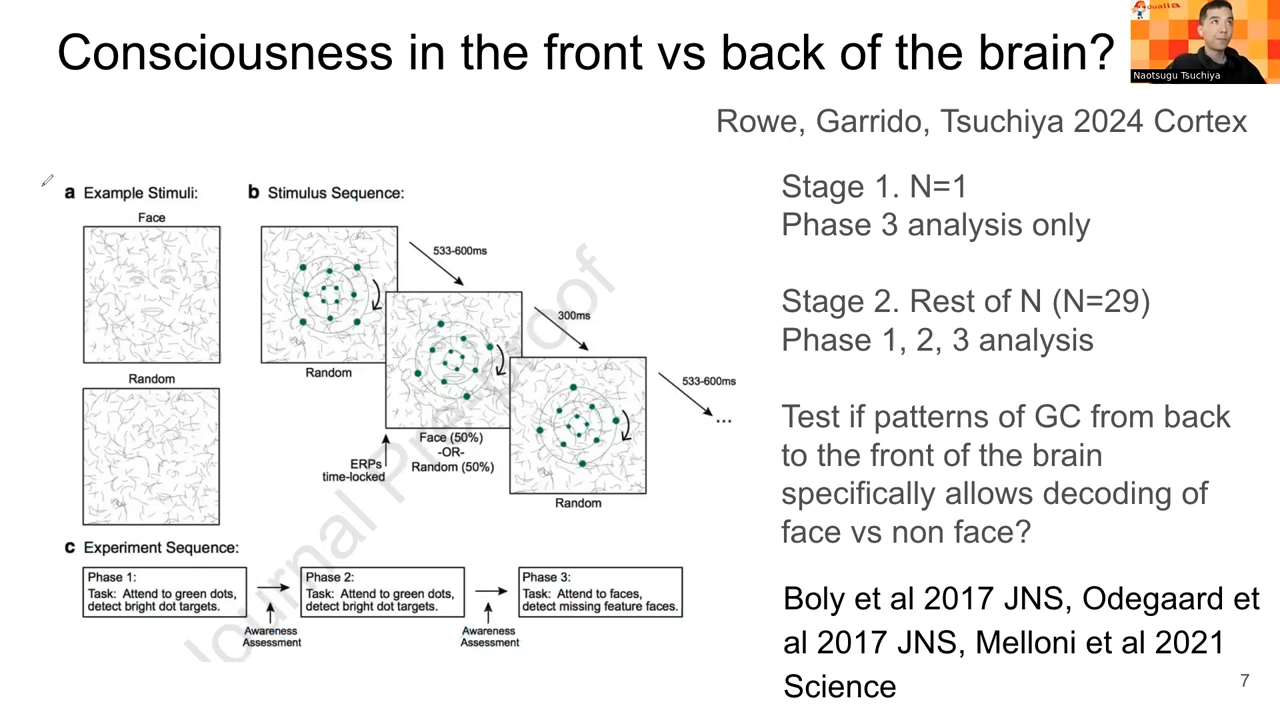 Consciousness in the front vs back of the brain?
Qualia
Naotsugu Tsuchiya
Rowe, Garrido, Tsuchiya 2024 Cortex
a Example Stimuli:
Face
Random
b Stimulus Sequence:
533-600ms
Random
300ms
Face (50%)
-OR-
Random (50%)
ERPs
time-locked
533-600ms
...
Random
c Experiment Sequence:
Phase 1:
Task: Attend to green dots,
detect bright dot targets.
Awareness
Assessment
Phase 2:
Task: Attend to green dots,
detect bright dot targets.
Awareness
Assessment
Phase 3:
Task: Attend to faces,
detect missing feature faces.
Journal Pre-proof
Stage 1. N=1
Phase 3 analysis only
Stage 2. Rest of N (N=29)
Phase 1, 2, 3 analysis
Test if patterns of GC from back
to the front of the brain
specifically allows decoding of
face vs non face?
Boly et al 2017 JNS, Odegaard et
al 2017 JNS, Melloni et al 2021
Science
7